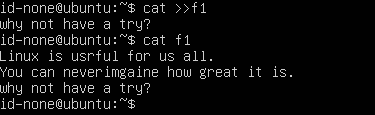 id-none@ubuntu:~$ cat >>f1
why not have a try?
id-none@ubuntu:~$ cat f1
Linux is usrful for us all.
You can neverimgaine how great it is.
why not have a try?
id-none@ubuntu:~$